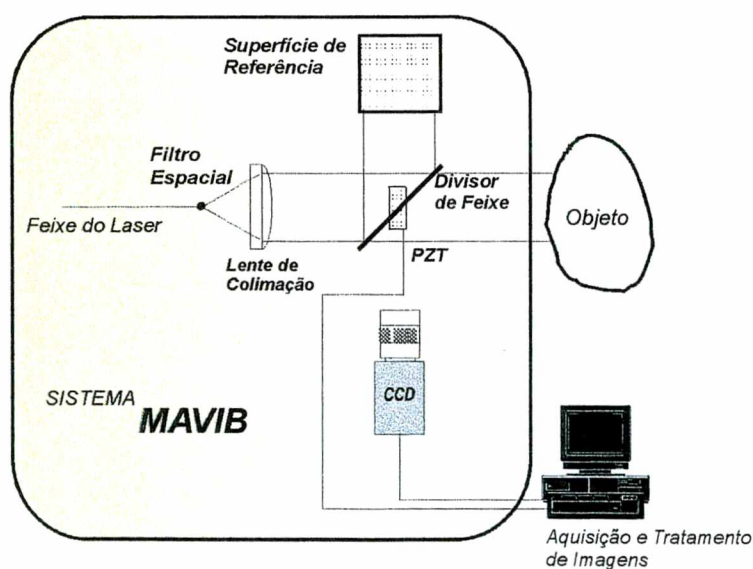 Superfície de
Referência
Filtro
Espacial
Divisor
de Feixe
Feixe do Laser
Objeto
PZT
Lente de
Colimação
CCD
SISTEMA
MAVIB
Aquisição e Tratamento
de Imagens